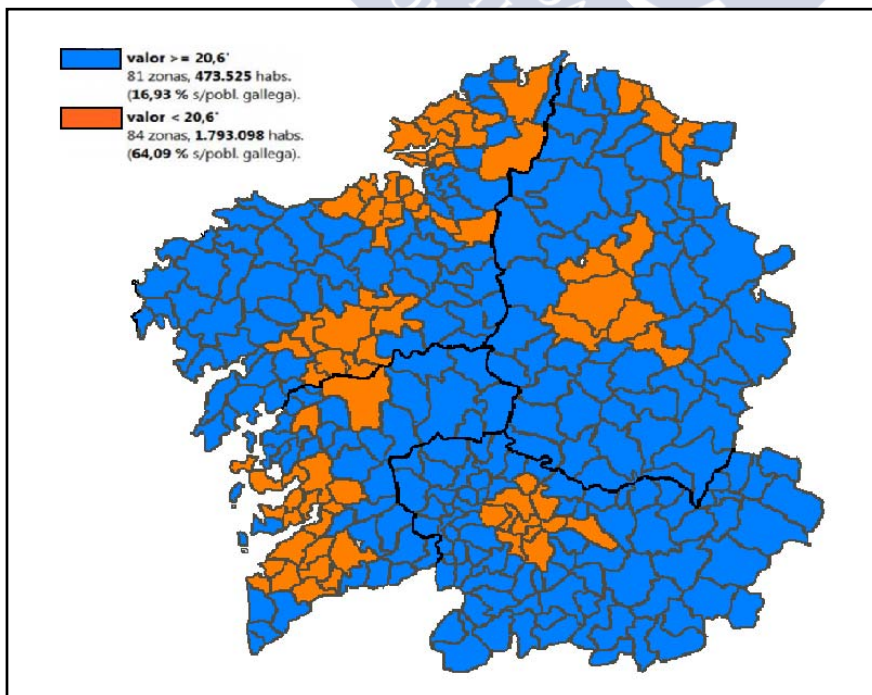 valor >= 20,6'
81 zonas, 473.525 habs.
(16,93 % s/pobl. gallega).
valor < 20,6'
84 zonas, 1.793.098 habs.
(64,09 % s/pobl. gallega).